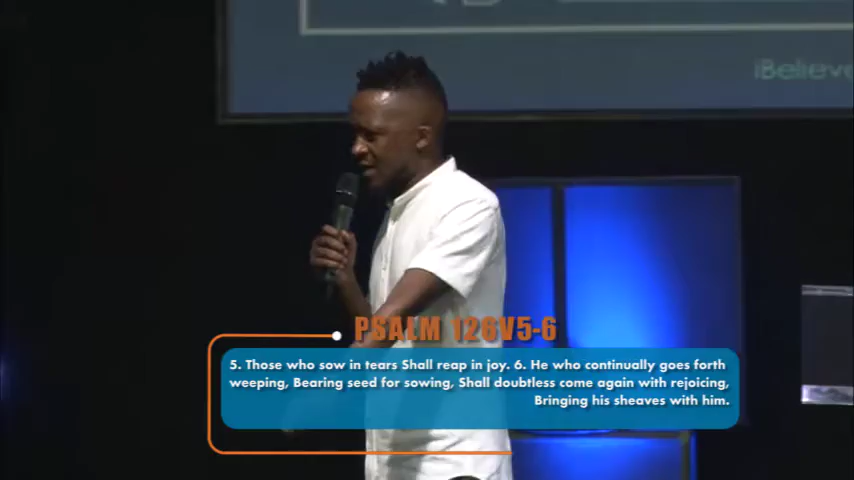 iBelieve
PSALM 126V5-6
5. Those who sow in tears Shall reap in joy. 6. He who continually goes forth
weeping, Bearing seed for sowing, Shall doubtless come again with rejoicing,
Bringing his sheaves with him.